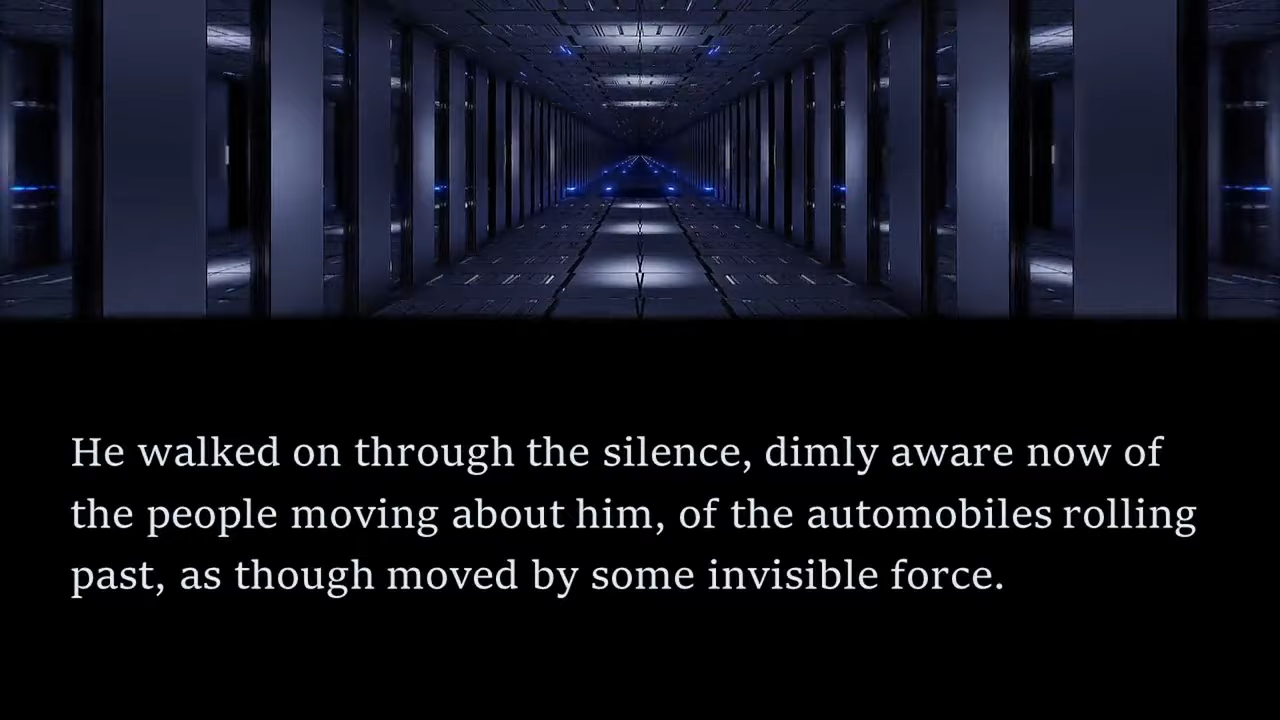 He walked on through the silence, dimly aware now of
the people moving about him, of the automobiles rolling
past, as though moved by some invisible force.